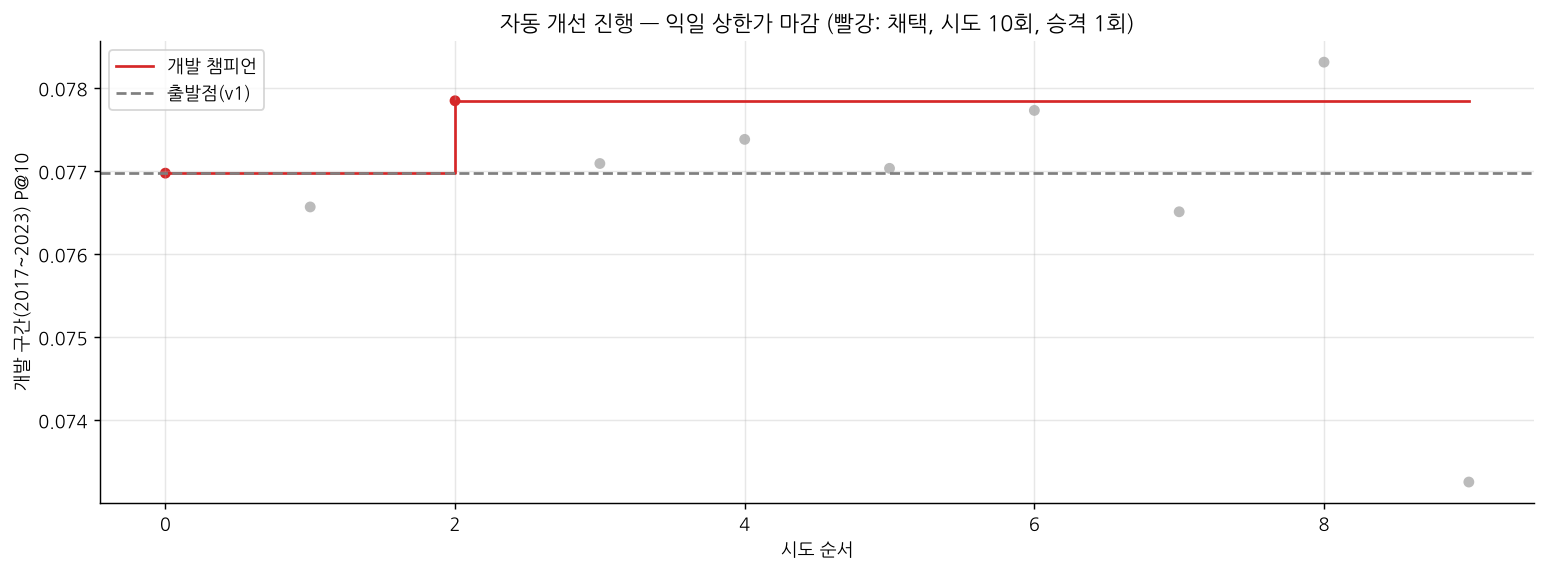 자동 개선 진행 — 익일 상한가 마감 (빨강: 채택, 시도 10회, 승격 1회)
개발 챔피언
출발점(v1)
개발 구간(2017~2023) P@10
0.078
0.077
0.076
0.075
0.074
0
2
4
6
8
시도 순서